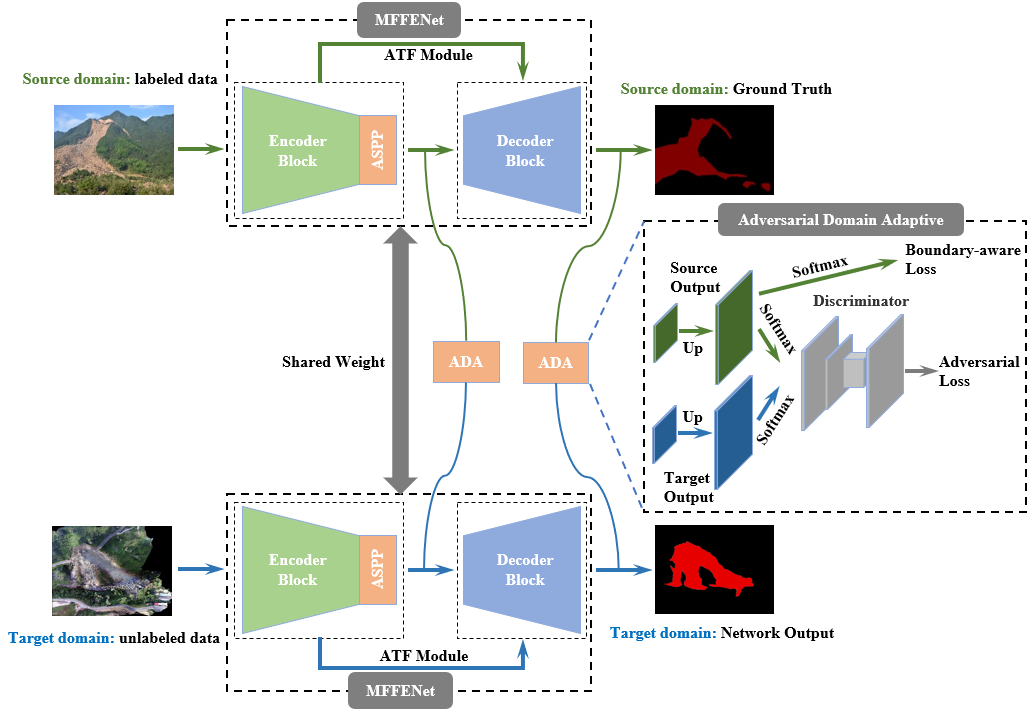 MFFENet
ATF Module
Source domain: labeled data
Encoder
Block
ASPP
Decoder
Block
Source domain: Ground Truth
Adversarial Domain Adaptive
Source
Output
Up
Softmax
Boundary-aware
Loss
Softmax
Discriminator
Adversarial
Loss
Up
Softmax
Target
Output
Shared Weight
ADA
ADA
Encoder
Block
ASPP
Decoder
Block
Target domain: unlabeled data
Target domain: Network Output
ATF Module
MFFENet